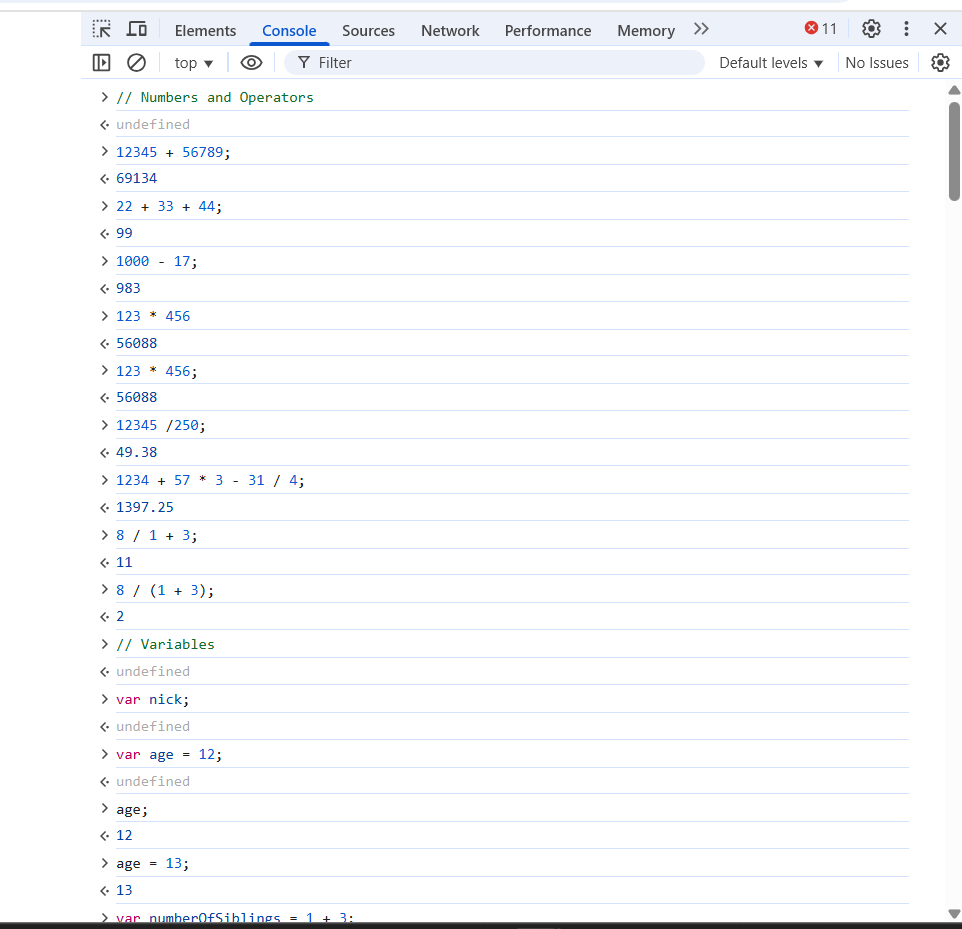 Elements Console Sources Network Performance Memory 11
top Filter Default levels No Issues
> // Numbers and Operators
undefined
> 12345 + 56789;
69134
> 22 + 33 + 44;
99
> 1000 - 17;
983
> 123 * 456
56088
> 123 * 456;
56088
> 12345 /250;
49.38
> 1234 + 57 * 3 - 31 / 4;
1397.25
> 8 / 1 + 3;
11
> 8 / (1 + 3);
2
> // Variables
undefined
> var nick;
undefined
> var age = 12;
undefined
> age;
12
> age = 13;
13
> var numberOfSiblings = 1 + 3;